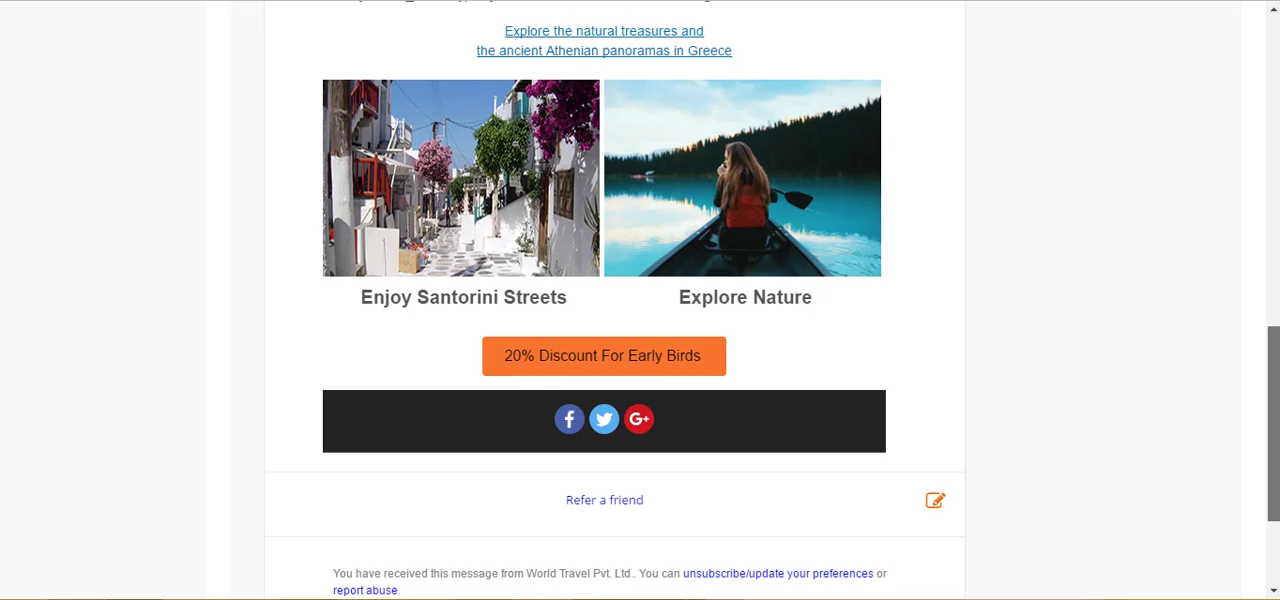 Explore the natural treasures and
the ancient Athenian panoramas in Greece
Enjoy Santorini Streets
Explore Nature
20% Discount For Early Birds
f
G+
Refer a friend
You have received this message from World Travel Pvt. Ltd.. You can unsubscribe/update your preferences or
report abuse.